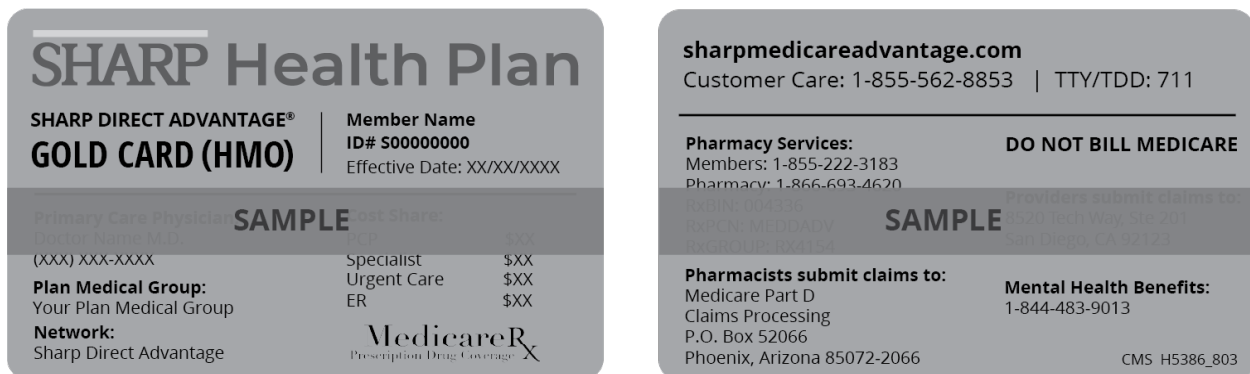 SHARP Health Plan
SHARP DIRECT ADVANTAGE®
GOLD CARD (HMO)
Member Name
ID# S00000000
Effective Date: XX/XX/XXXX
Primary Care Physician
Doctor Name M.D.
(XXX) XXX-XXXX
SAMPLE
Cost Share:
PCP $XX
Specialist $XX
Urgent Care $XX
ER $XX
Plan Medical Group:
Your Plan Medical Group
Network:
Sharp Direct Advantage
MedicareRx
Prescription Drug Coverage
sharpmedicareadvantage.com
Customer Care: 1-855-562-8853 | TTY/TDD: 711
Pharmacy Services:
Members: 1-855-222-3183
Pharmacy: 1-866-693-4620
RxBIN: 004336
RxPCN: MEDDADV
RxGROUP: RX4154
DO NOT BILL MEDICARE
Providers submit claims to:
8520 Tech Way, Ste 201
San Diego, CA 92123
SAMPLE
Pharmacists submit claims to:
Medicare Part D
Claims Processing
P.O. Box 52066
Phoenix, Arizona 85072-2066
Mental Health Benefits:
1-844-483-9013
CMS H5386_803